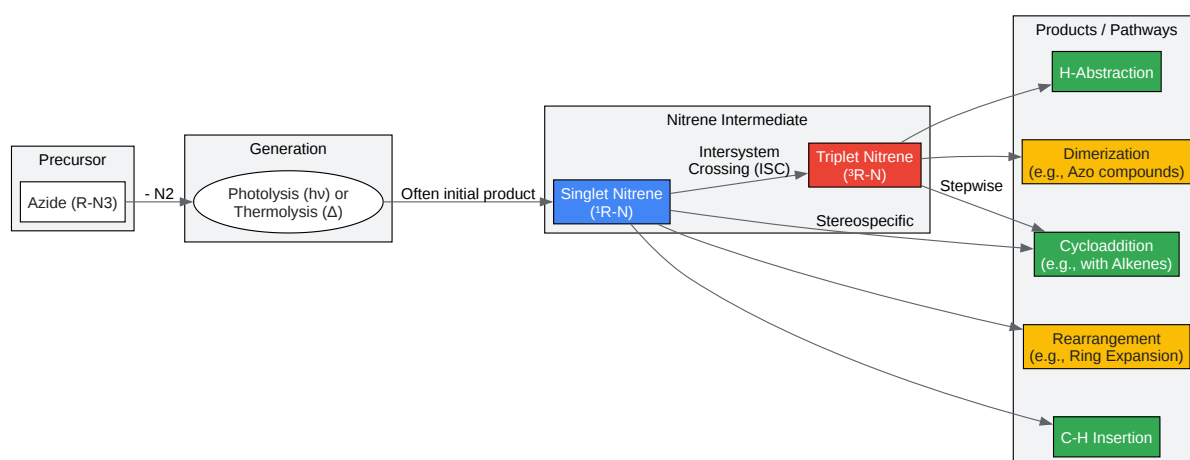 Products / Pathways
H-Abstraction
Nitrene Intermediate
Generation
Intersystem
Crossing (ISC)
Triplet Nitrene
(³R-N)
Dimerization
(e.g., Azo compounds)
Precursor
Azide (R-N3)
- N2
Photolysis (hν) or
Thermolysis (Δ)
Often initial product
Singlet Nitrene
(¹R-N)
Stepwise
Stereospecific
Cycloaddition
(e.g., with Alkenes)
Rearrangement
(e.g., Ring Expansion)
C-H Insertion